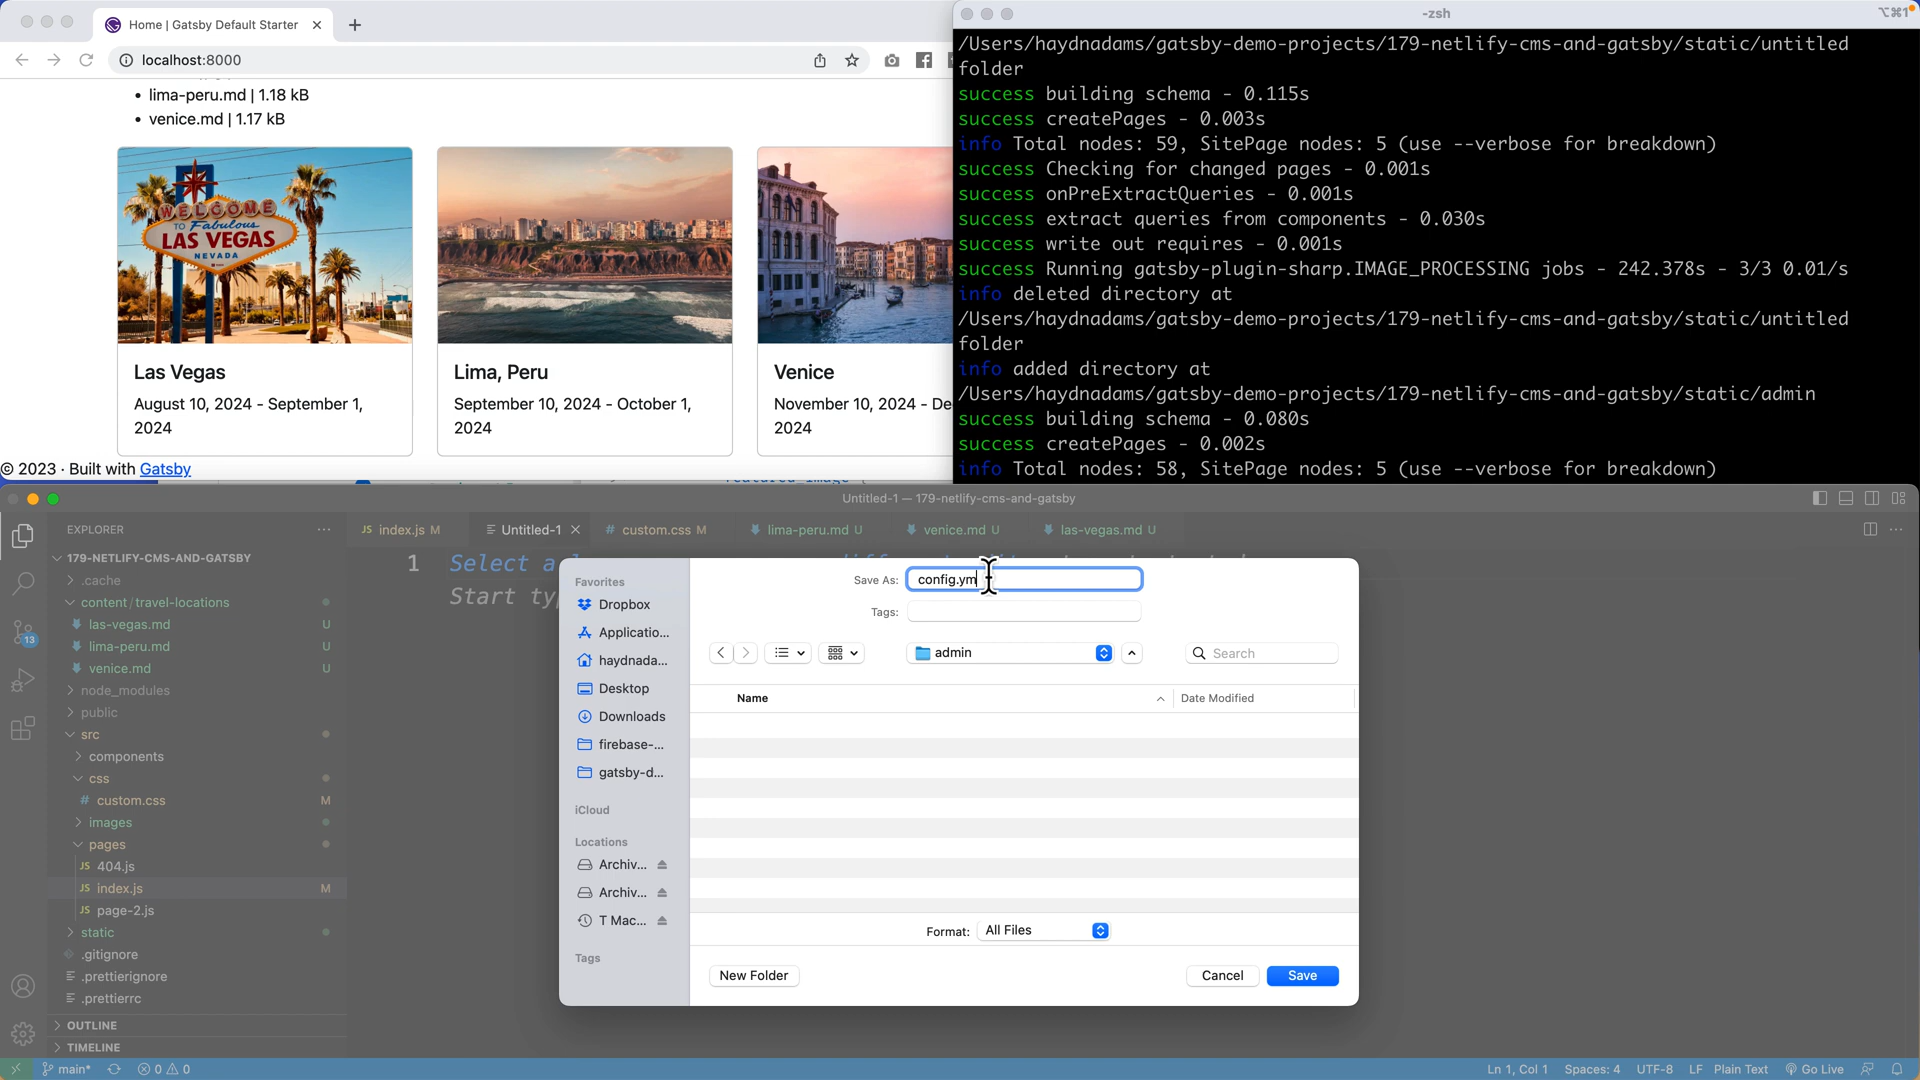 Home | Gatsby Default Starter
localhost:8000
lima-peru.md | 1.18 kB
venice.md | 1.17 kB
WELCOME
TO Fabulous
LAS VEGAS
NEVADA
Las Vegas
August 10, 2024 - September 1,
2024
Lima, Peru
September 10, 2024 - October 1,
2024
Venice
November 10, 2024 - De
2024
© 2023 · Built with Gatsby
-zsh
⌥⌘1
/Users/haydnadams/gatsby-demo-projects/179-netlify-cms-and-gatsby/static/untitled
folder
success building schema - 0.115s
success createPages - 0.003s
info Total nodes: 59, SitePage nodes: 5 (use --verbose for breakdown)
success Checking for changed pages - 0.001s
success onPreExtractQueries - 0.001s
success extract queries from components - 0.030s
success write out requires - 0.001s
success Running gatsby-plugin-sharp.IMAGE_PROCESSING jobs - 242.378s - 3/3 0.01/s
info deleted directory at
/Users/haydnadams/gatsby-demo-projects/179-netlify-cms-and-gatsby/static/untitled
folder
info added directory at
/Users/haydnadams/gatsby-demo-projects/179-netlify-cms-and-gatsby/static/admin
success building schema - 0.080s
success createPages - 0.002s
info Total nodes: 58, SitePage nodes: 5 (use --verbose for breakdown)
Untitled-1 — 179-netlify-cms-and-gatsby
EXPLORER
179-NETLIFY-CMS-AND-GATSBY
.cache
content/travel-locations
las-vegas.md U
lima-peru.md U
venice.md U
node_modules
public
src
components
css
# custom.css M
images
pages
JS 404.js
JS index.js M
JS page-2.js
static
.gitignore
.prettierignore
.prettierrc
OUTLINE
TIMELINE
13
JS index.js M
Untitled-1
# custom.css M
lima-peru.md U
venice.md U
las-vegas.md U
1 Select a
Start ty
Favorites
Dropbox
Applicatio...
haydnada...
Desktop
Downloads
firebase-...
gatsby-d...
iCloud
Locations
Archiv...
Archiv...
T Mac...
Tags
Save As: config.ym
Tags:
admin
Search
Name
Date Modified
Format: All Files
New Folder
Cancel
Save
main*
0 0
Ln 1, Col 1
Spaces: 4
UTF-8
LF
Plain Text
Go Live